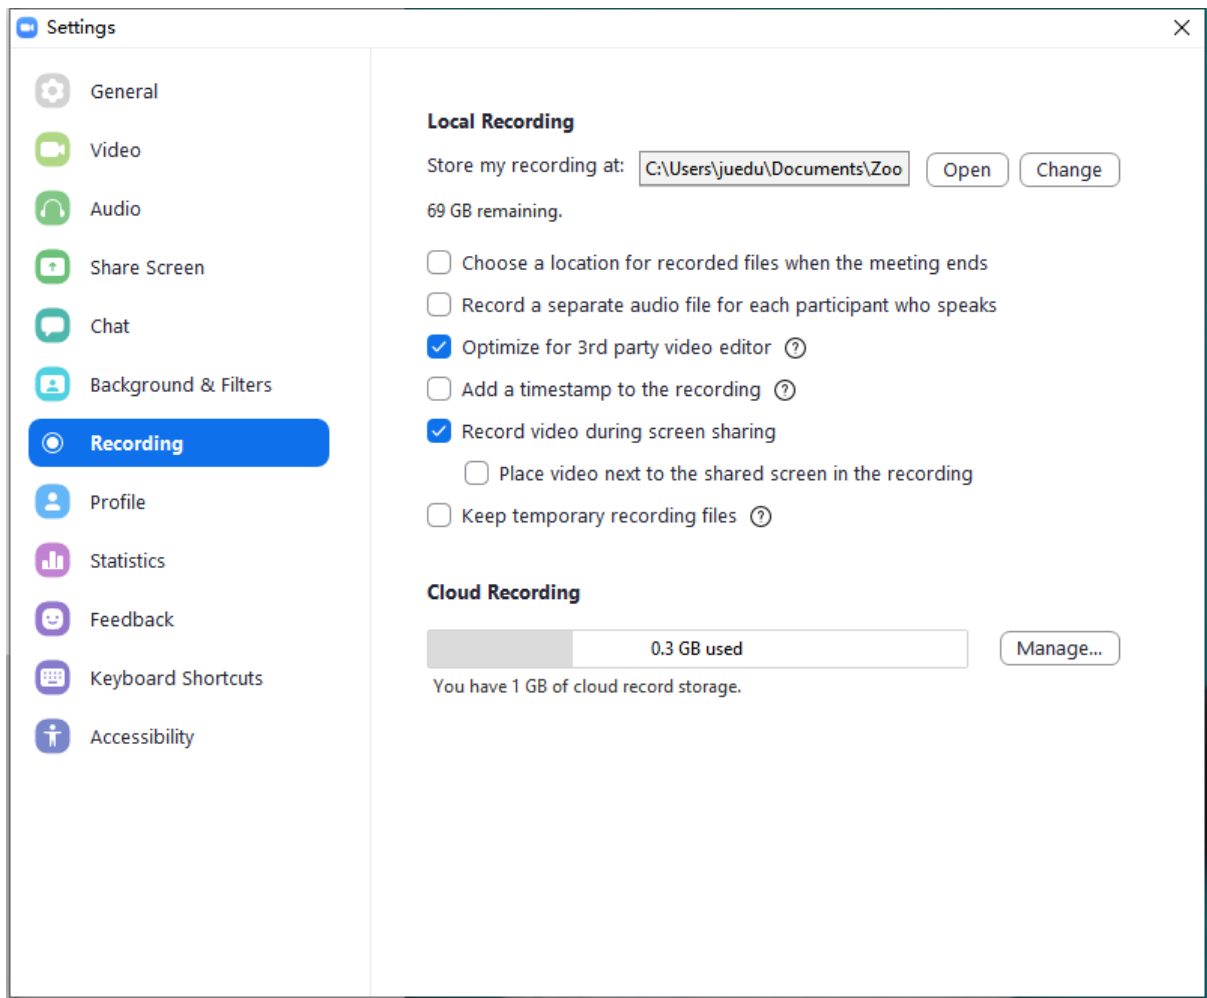 Settings
General
Video
Audio
Share Screen
Chat
Background & Filters
Recording
Profile
Statistics
Feedback
Keyboard Shortcuts
Accessibility
Local Recording
Store my recording at: C:\Users\juedu\Documents\Zoo Open Change
69 GB remaining.
Choose a location for recorded files when the meeting ends
Record a separate audio file for each participant who speaks
Optimize for 3rd party video editor ?
Add a timestamp to the recording ?
Record video during screen sharing
Place video next to the shared screen in the recording
Keep temporary recording files ?
Cloud Recording
0.3 GB used Manage...
You have 1 GB of cloud record storage.